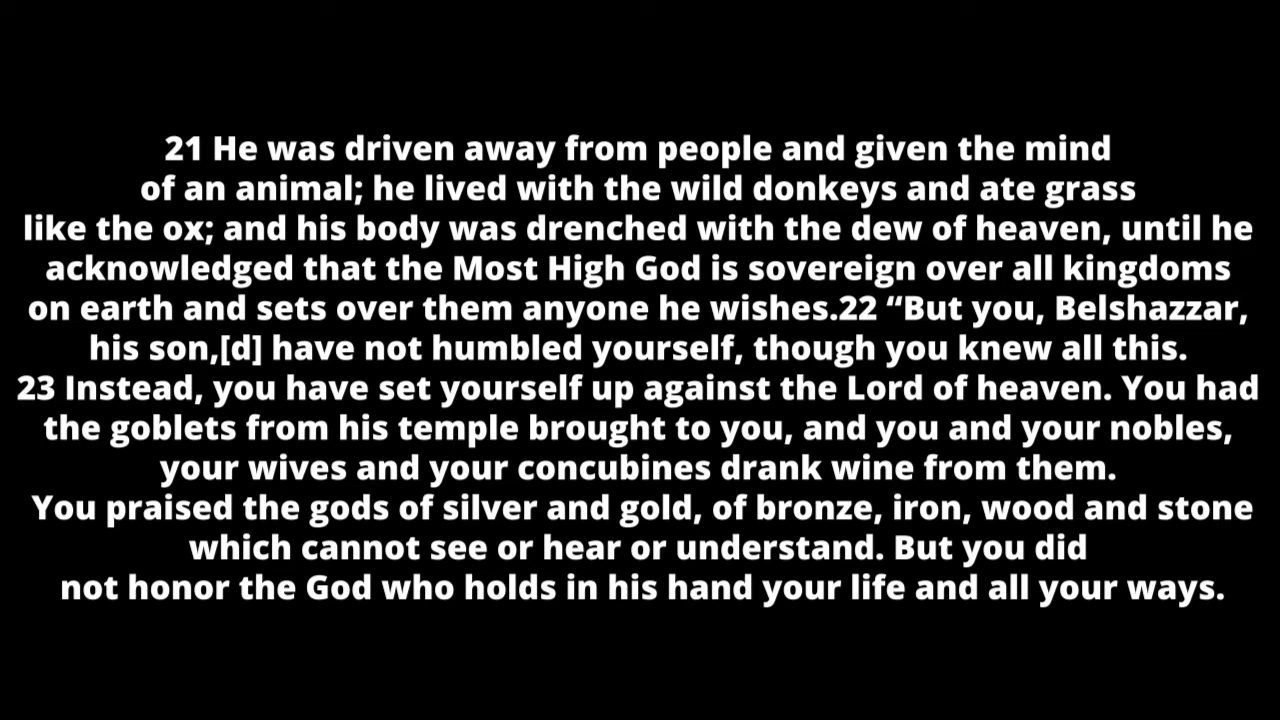 21 He was driven away from people and given the mind
of an animal; he lived with the wild donkeys and ate grass
like the ox; and his body was drenched with the dew of heaven, until he
acknowledged that the Most High God is sovereign over all kingdoms
on earth and sets over them anyone he wishes.22 “But you, Belshazzar,
his son,[d] have not humbled yourself, though you knew all this.
23 Instead, you have set yourself up against the Lord of heaven. You had
the goblets from his temple brought to you, and you and your nobles,
your wives and your concubines drank wine from them.
You praised the gods of silver and gold, of bronze, iron, wood and stone
which cannot see or hear or understand. But you did
not honor the God who holds in his hand your life and all your ways.